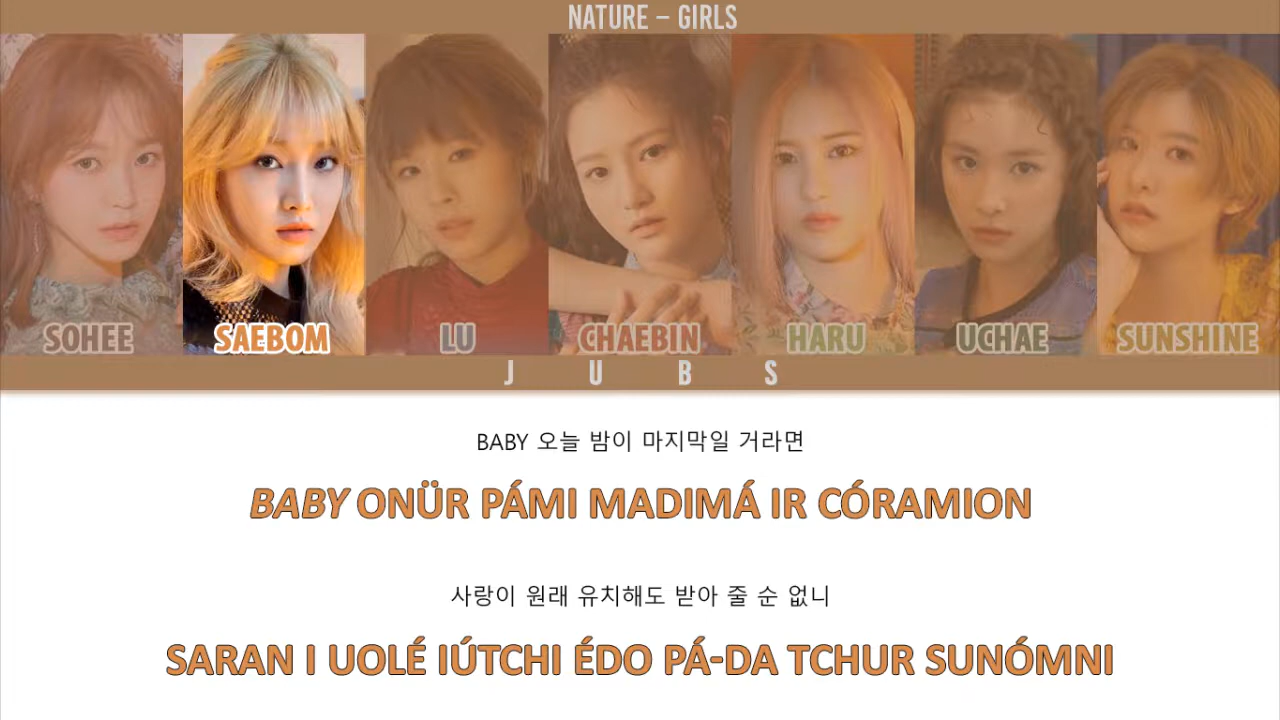 NATURE – GIRLS
SOHEE SAEBOM LU CHAEBIN HARU UCHAE SUNSHINE
J U B S
BABY 오늘 밤이 마지막일 거라면
BABY ONÜR PÁMI MADIMÁ IR CÓRAMION
사랑이 원래 유치해도 받아 줄 순 없니
SARAN I UOLÉ IÚTCHI ÉDO PÁ-DA TCHUR SUNÓMNI